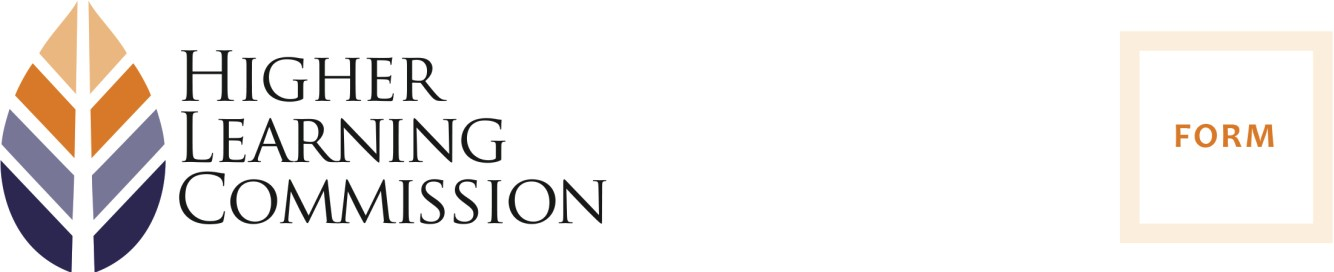 HIGHER
LEARNING
COMMISSION
FORM